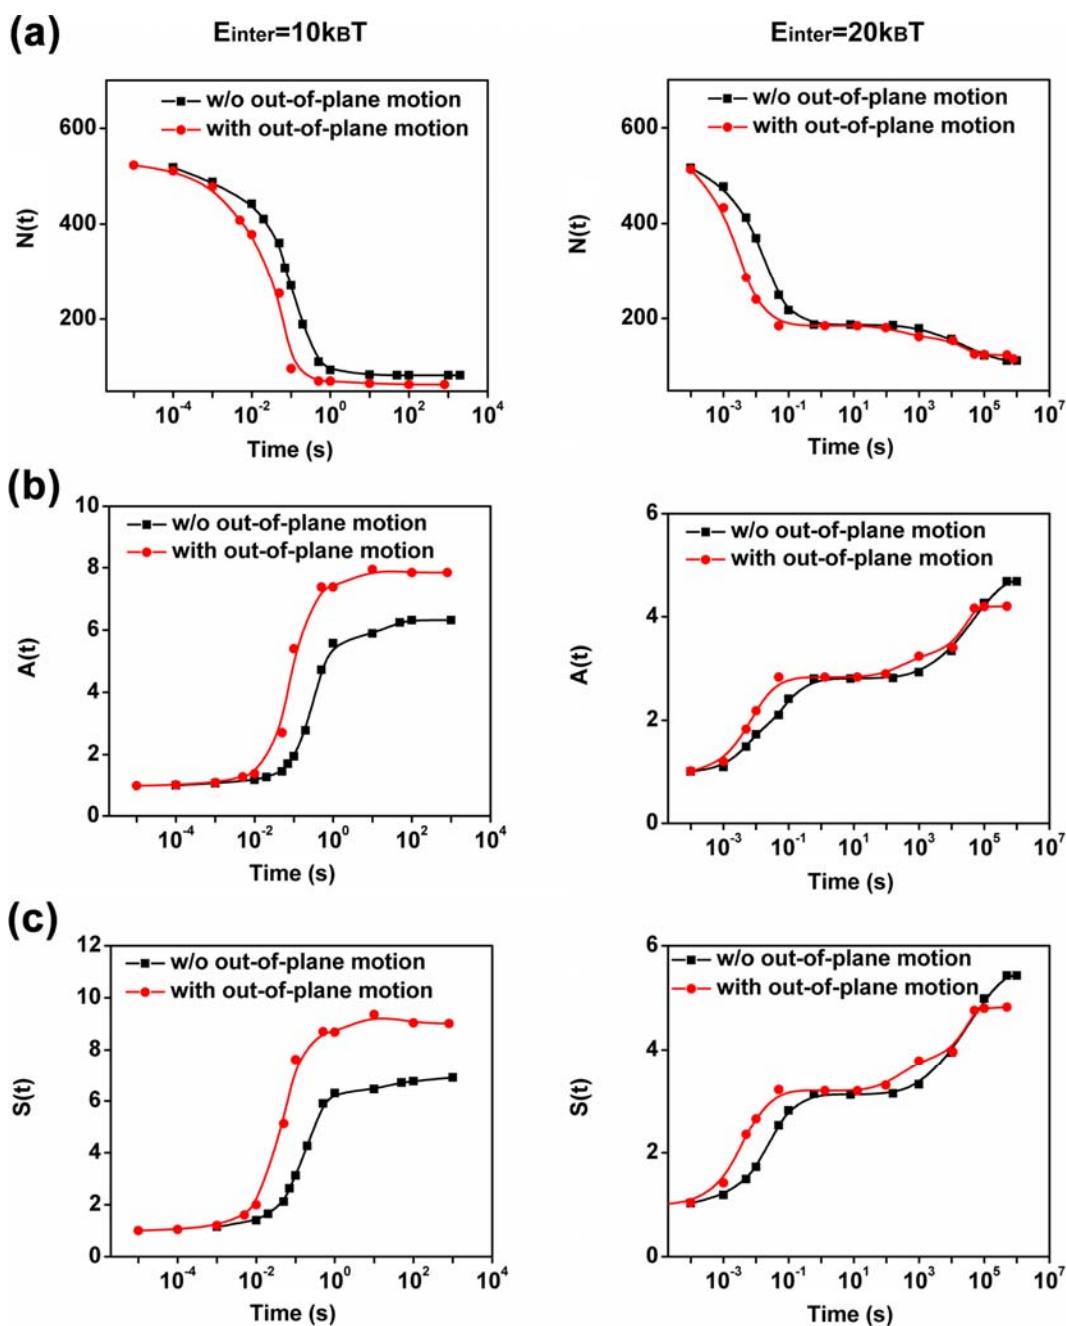 (a)
Einter=10kBT
Einter=20kBT
w/o out-of-plane motion
with out-of-plane motion
600
400
200
N(t)
10-4 10-2 100 102 104
Time (s)
w/o out-of-plane motion
with out-of-plane motion
600
400
200
N(t)
10-3 10-1 101 103 105 107
Time (s)
(b)
w/o out-of-plane motion
with out-of-plane motion
10
8
6
4
2
0
A(t)
10-4 10-2 100 102 104
Time (s)
w/o out-of-plane motion
with out-of-plane motion
6
4
2
0
A(t)
10-3 10-1 101 103 105 107
Time (s)
(c)
w/o out-of-plane motion
with out-of-plane motion
12
10
8
6
4
2
0
S(t)
10-4 10-2 100 102 104
Time (s)
w/o out-of-plane motion
with out-of-plane motion
6
4
2
0
S(t)
10-3 10-1 101 103 105 107
Time (s)